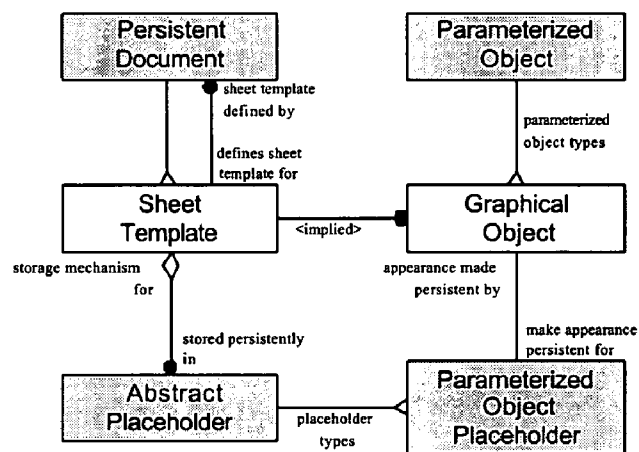 Persistent
Document
Parameterized
Object
sheet template
defined by
parameterized
object types
defines sheet
template for
Sheet
Template
<implied>
Graphical
Object
storage mechanism
for
appearance made
persistent by
stored persistently
in
make appearance
persistent for
Abstract
Placeholder
placeholder
types
Parameterized
Object
Placeholder